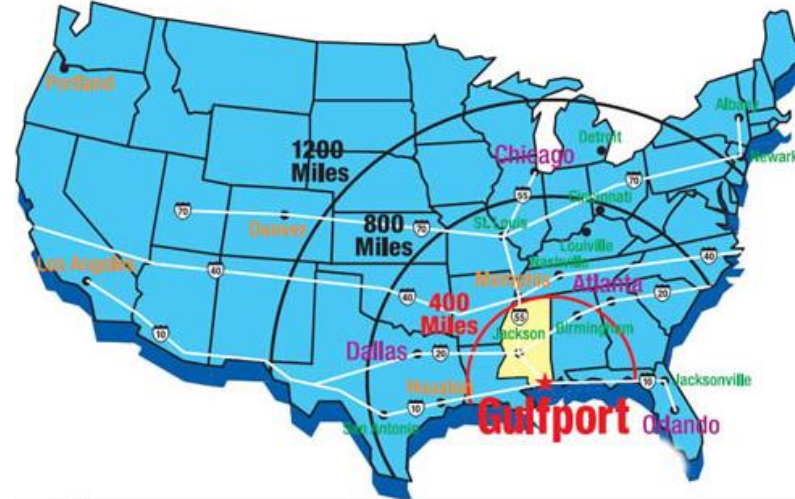 Portland
Albany
Detroit
1200
Miles
Chicago
Newark
70
55
Cincinnati
70
Denver
70
800
Miles
St. Louis
Louiville
Nashville
40
Los Angeles
40
Memphis
Atlanta
40
400
Miles
20
55
Jackson
Birmingham
10
Dallas
20
Houston
10
10
Jacksonville
San Antonio
Gulfport
Orlando